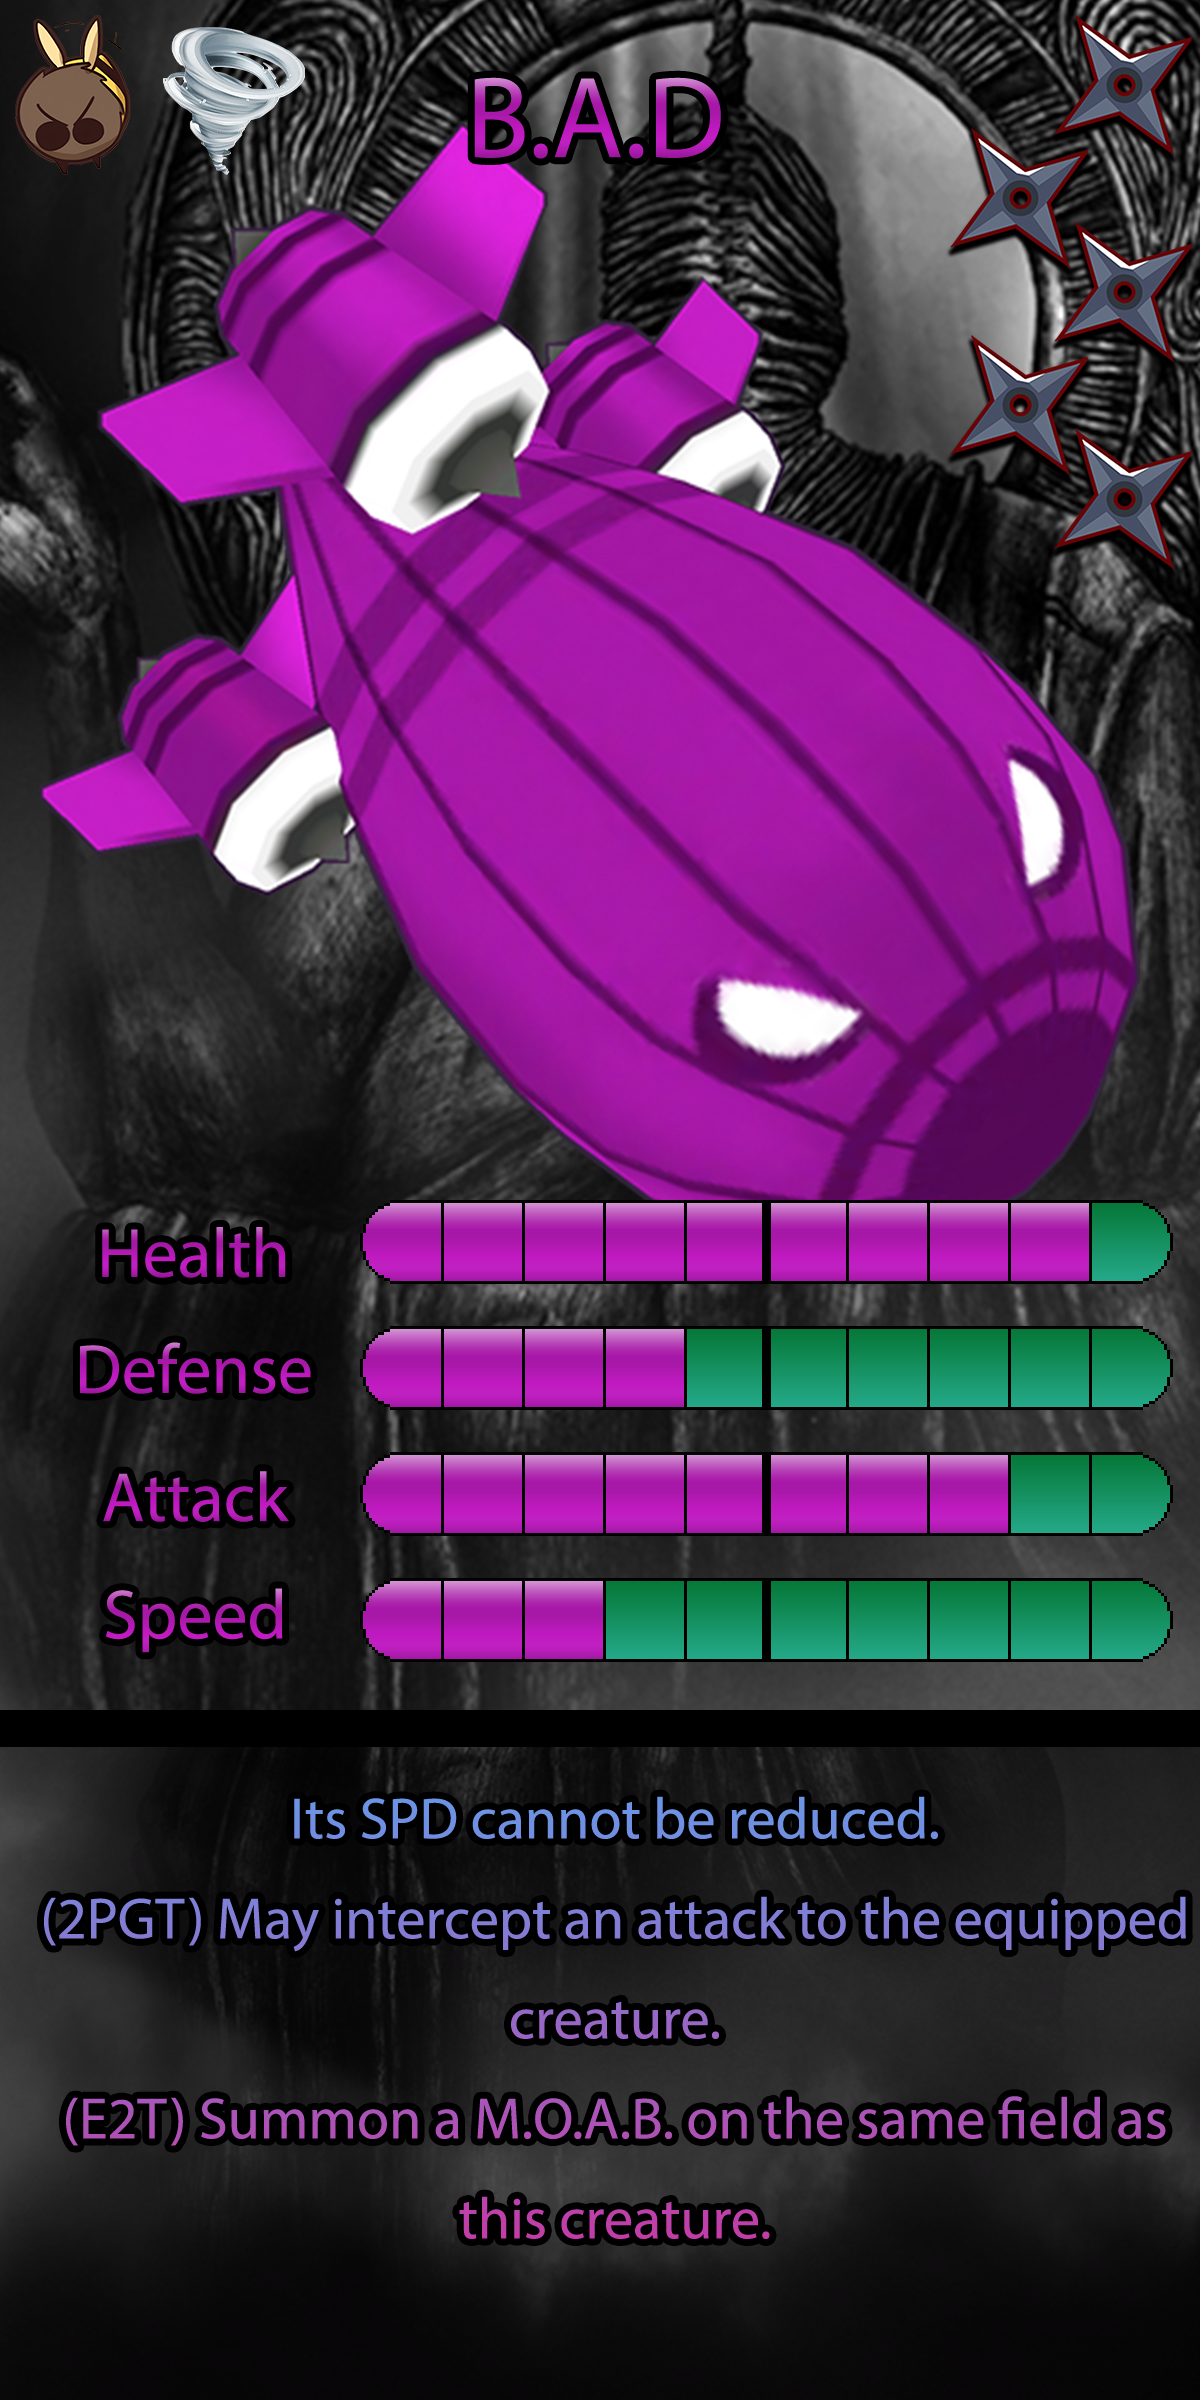 B.A.D
Health
Defense
Attack
Speed
Its SPD cannot be reduced.
(2PGT) May intercept an attack to the equipped
creature.
(E2T) Summon a M.O.A.B. on the same field as
this creature.